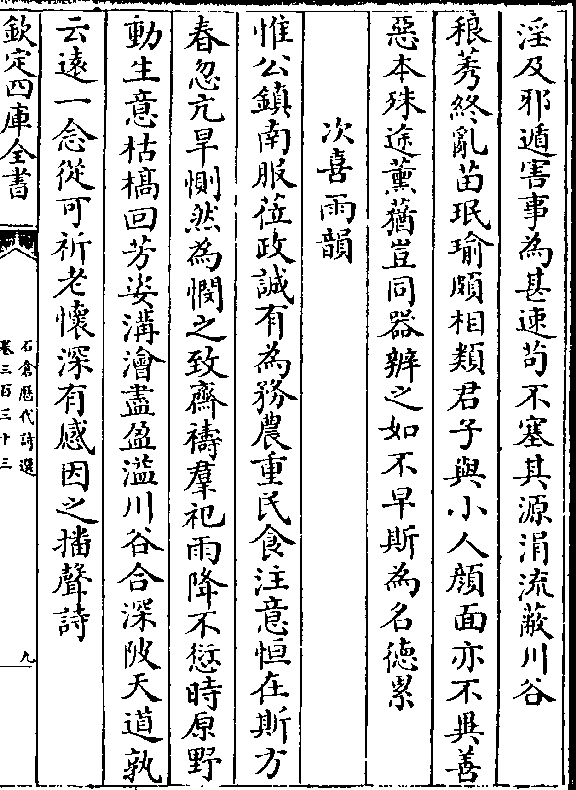 淫及邪遁害事為甚速苟不塞其源涓流蔽川谷
稂莠終亂苗珉瑜頗相類君子與小人顔面亦不異善
惡本殊途薰蕕豈同器辨之如不早斯為名德累
次喜雨韻
惟公鎮南服莅政誠有為務農重民食注意恒在斯方
春忽亢旱惻然為憫之致齋禱羣祀雨降不愆時原野
動生意枯槁回芳姿溝澮盡盈溢川谷合深陂天道孰
云遠一念從可祈老懷深有感因之播聲詩
欽定四庫全書
石倉歴代詩選
卷三百三十三
九